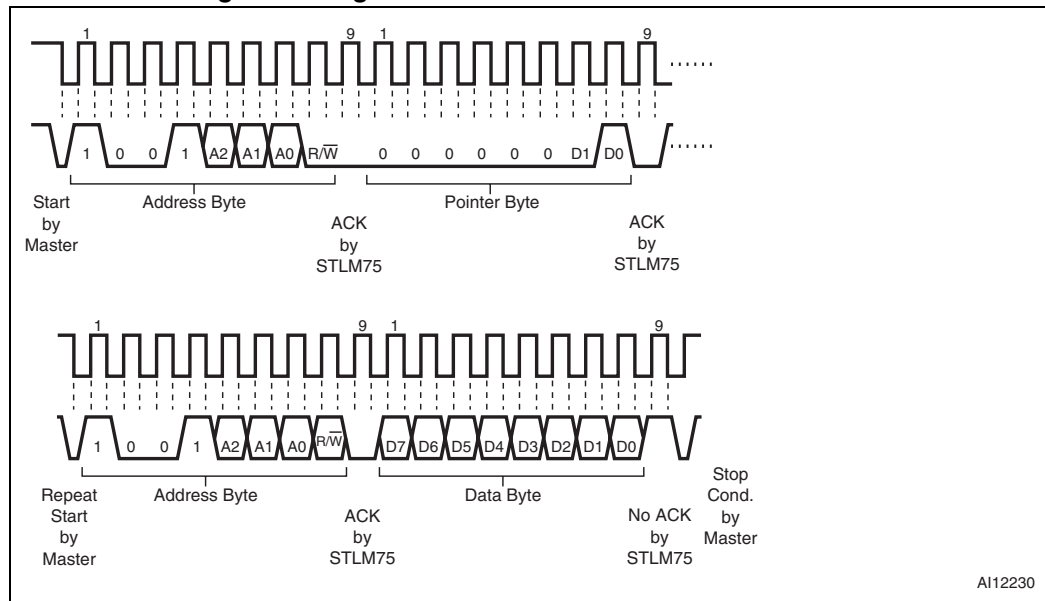 1 9 1 9
1 0 0 1 A2 A1 A0 R/W 0 0 0 0 0 0 D1 D0
Start
by
Master
Address Byte
Pointer Byte
ACK
by
STLM75
ACK
by
STLM75
1 9 1 9
1 0 0 1 A2 A1 A0 R/W D7 D6 D5 D4 D3 D2 D1 D0
Repeat
Start
by
Master
Address Byte
Data Byte
ACK
by
STLM75
No ACK
by
STLM75
Stop
Cond.
by
Master
AI12230